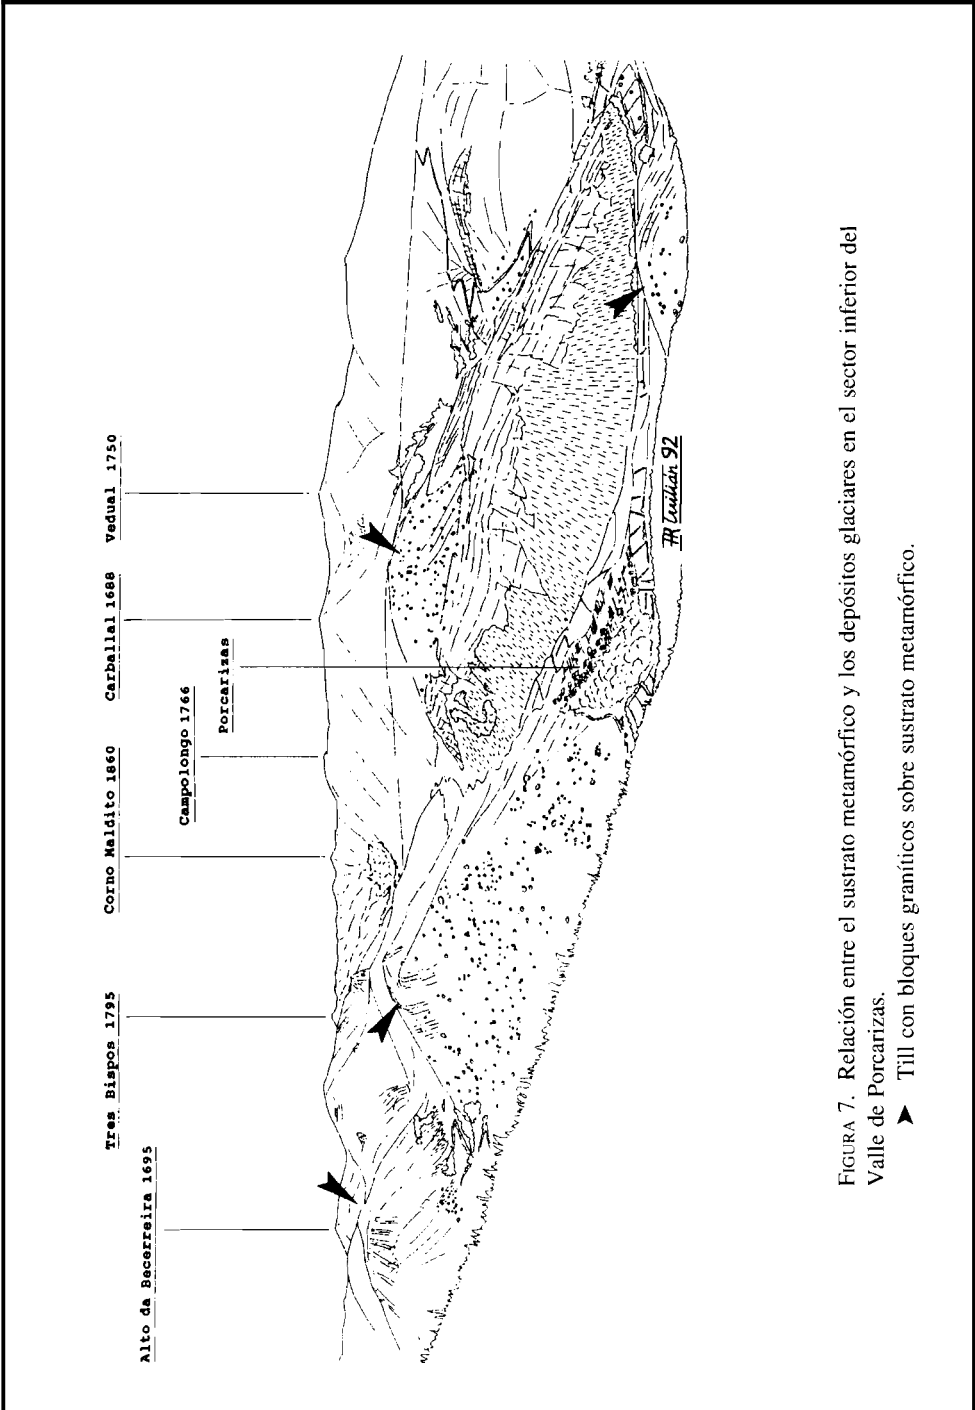 Alto da Becerreira 1695
Tres Bispos 1795
Corno Maldito 1860
Campolongo 1766
Porcarizas
Carballal 1688
Vedual 1750
92
FIGURA 7. Relación entre el sustrato metamórfico y los depósitos glaciares en el sector inferior del
Valle de Porcarizas.
Till con bloques graníticos sobre sustrato metamórfico.